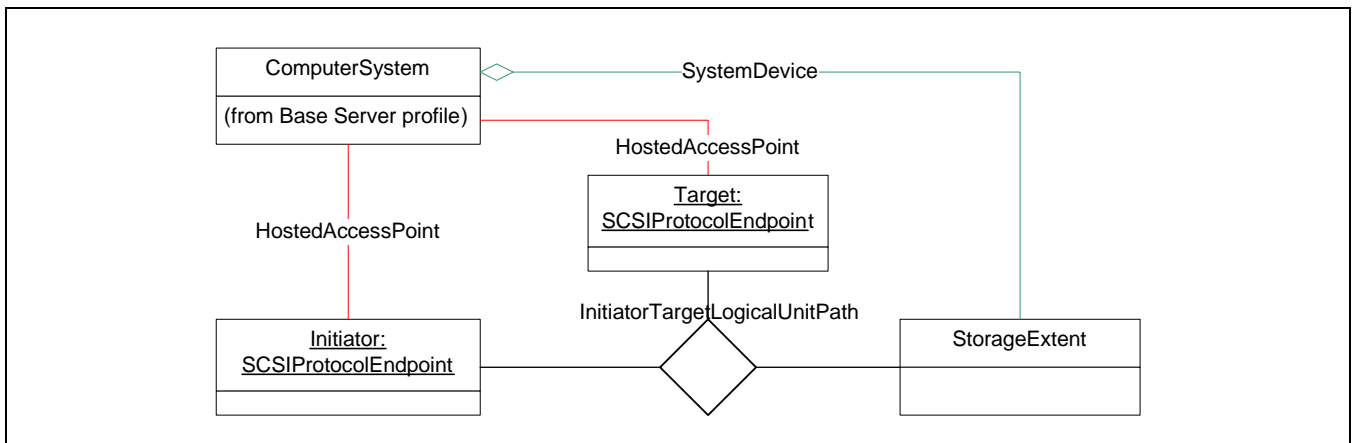 ComputerSystem
SystemDevice
(from Base Server profile)
HostedAccessPoint
Target:
SCSIProtocolEndpoint
HostedAccessPoint
InitiatorTargetLogicalUnitPath
Initiator:
SCSIProtocolEndpoint
StorageExtent